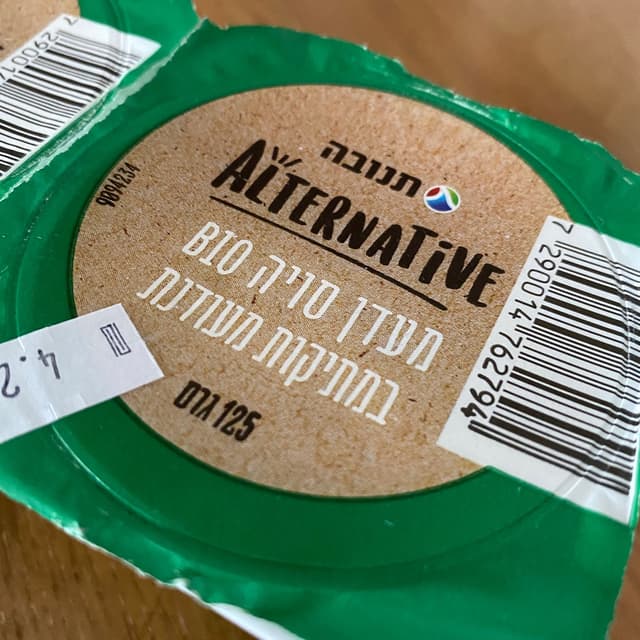 תנובה
ALTERNATIVE
מעדן סויה BIO
במתיקות מעודנת
125 גרם
7 290014 762794